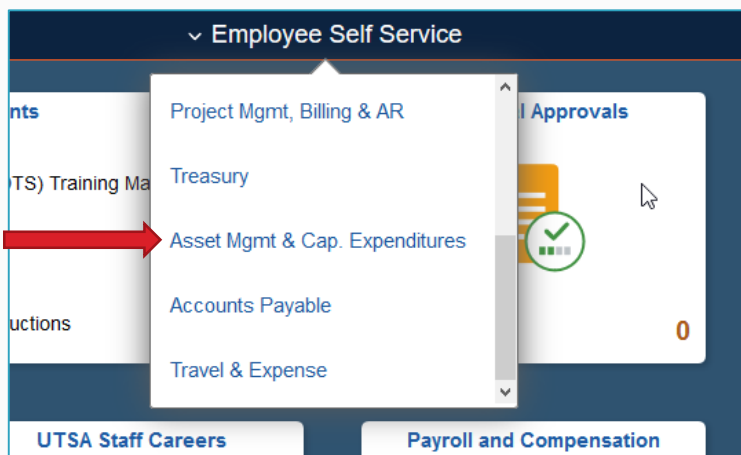 Employee Self Service
nts
l Approvals
Project Mgmt, Billing & AR
Treasury
TS) Training Ma
Asset Mgmt & Cap. Expenditures
Accounts Payable
uctions
0
Travel & Expense
UTSA Staff Careers
Payroll and Compensation